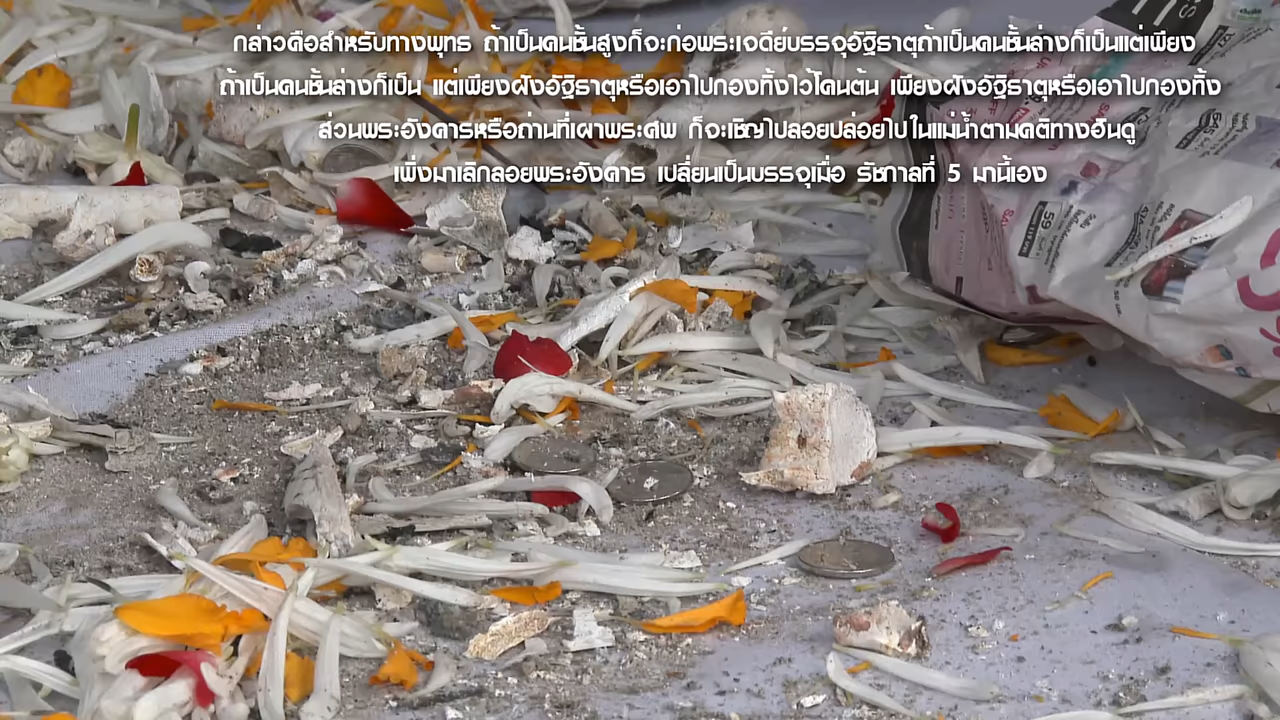 กล่าวคือสำหรับทางพุทธ ถ้าเป็นคนชั้นสูงก็จะก่อพระเจดีย์บรรจุอัฐิธาตุถ้าเป็นคนชั้นล่างก็เป็นแต่เพียง
ถ้าเป็นคนชั้นล่างก็เป็น แต่เพียงฝังอัฐิธาตุหรือเอาไปกองทิ้งไว้โคนต้น เพียงฝังอัฐิธาตุหรือเอาไปกองทิ้ง
ส่วนพระอังคารหรือถ่านที่เผาพระศพ ก็จะเชิญไปลอยปล่อยไปในแม่น้ำตามคติทางฮินดู
เพิ่งมาเลิกลอยพระอังคาร เปลี่ยนเป็นบรรจุเมื่อ รัชกาลที่ 5 มานี้เอง